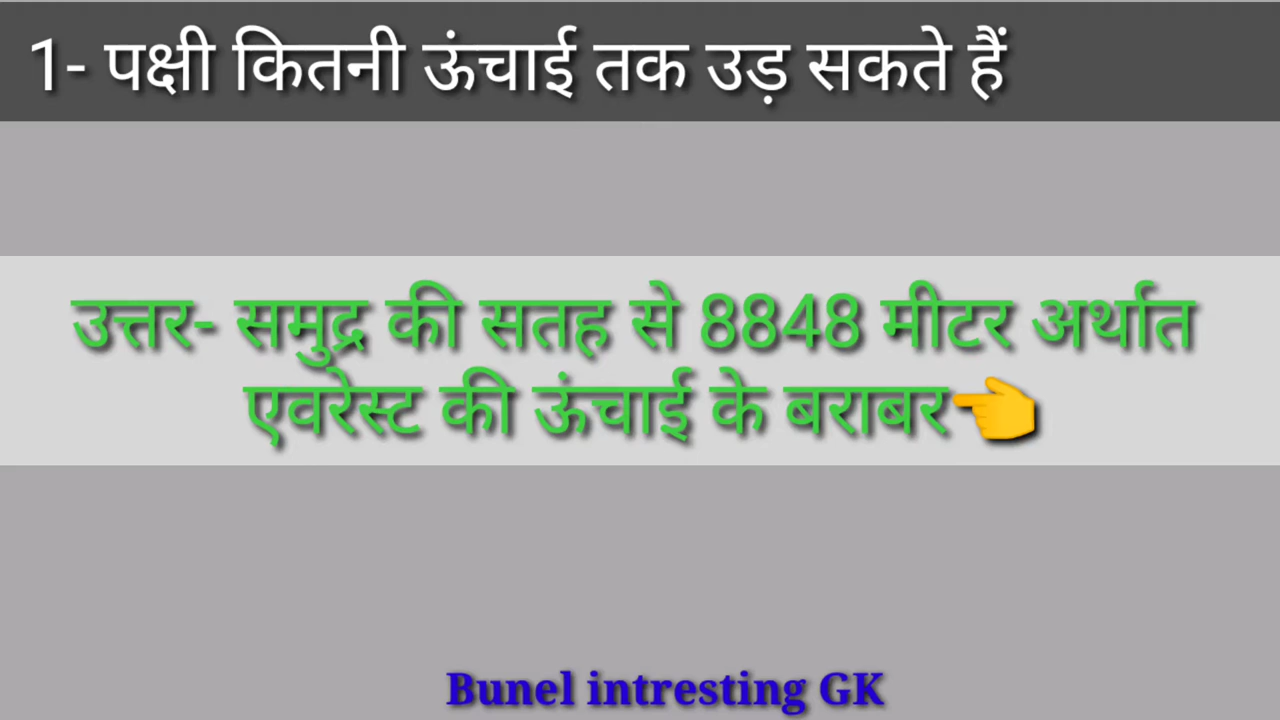 1- पक्षी कितनी ऊंचाई तक उड़ सकते हैं
उत्तर- समुद्र की सतह से 8848 मीटर अर्थात
एवरेस्ट की ऊंचाई के बराबर👈
Bunel intresting GK